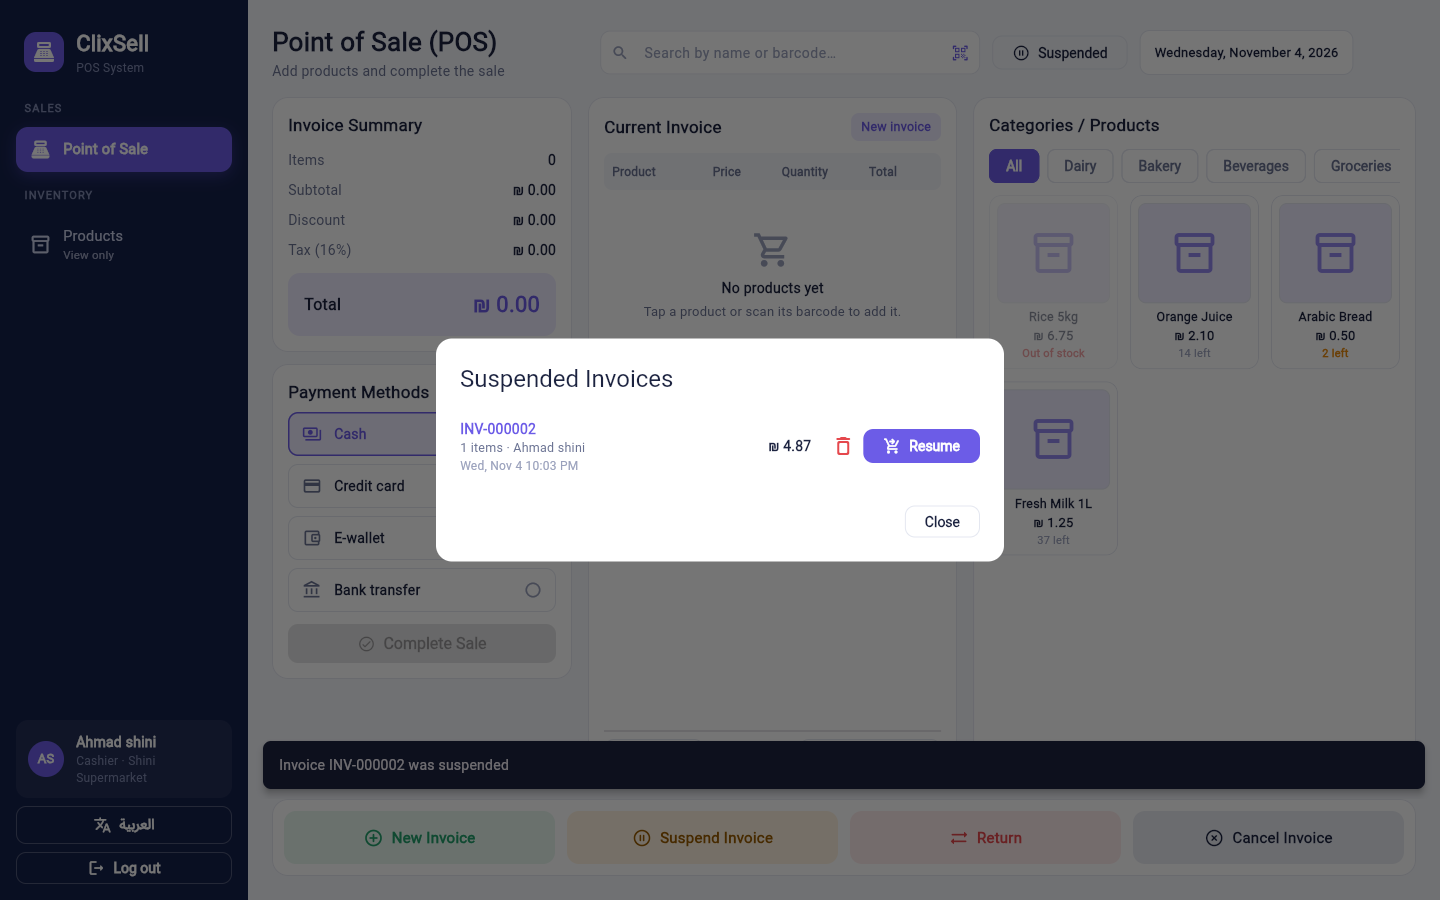 ClixSell
POS System
SALES
Point of Sale
INVENTORY
Products
View only
Ahmad shini
AS
Cashier · Shini
Supermarket
العربية
Log out
Point of Sale (POS)
Add products and complete the sale
Search by name or barcode...
Suspended
Wednesday, November 4, 2026
Invoice Summary
Items 0
Subtotal ₪ 0.00
Discount ₪ 0.00
Tax (16%) ₪ 0.00
Total ₪ 0.00
Payment Methods
Cash
Credit card
E-wallet
Bank transfer
Complete Sale
Current Invoice
New invoice
Product Price Quantity Total
No products yet
Tap a product or scan its barcode to add it.
Categories / Products
All Dairy Bakery Beverages Groceries
Rice 5kg
₪ 6.75
Out of stock
Orange Juice
₪ 2.10
14 left
Arabic Bread
₪ 0.50
2 left
Fresh Milk 1L
₪ 1.25
37 left
Suspended Invoices
INV-000002
1 items · Ahmad shini
Wed, Nov 4 10:03 PM
₪ 4.87
Resume
Close
Invoice INV-000002 was suspended
New Invoice
Suspend Invoice
Return
Cancel Invoice